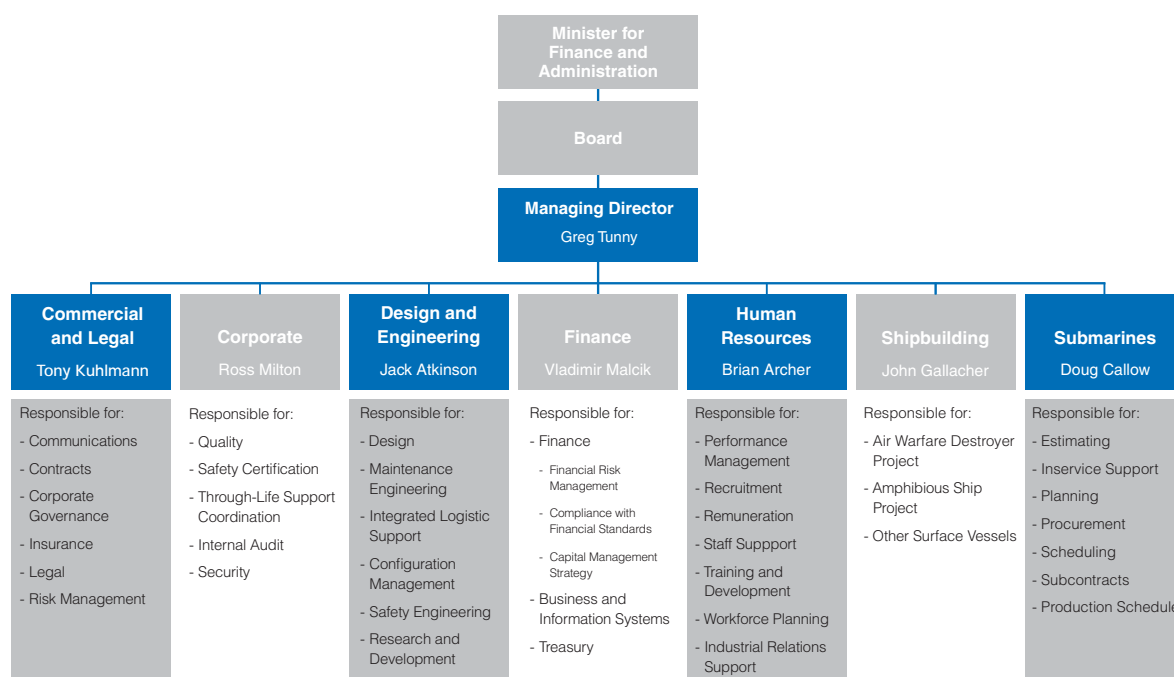 Minister for
Finance and
Administration
Board
Managing Director
Greg Tunny
Commercial
and Legal
Tony Kuhlmann
Responsible for:
- Communications
- Contracts
- Corporate
Governance
- Insurance
- Legal
- Risk Management
Corporate
Ross Milton
Responsible for:
- Quality
- Safety Certification
- Through-Life Support
Coordination
- Internal Audit
- Security
Design and
Engineering
Jack Atkinson
Responsible for:
- Design
- Maintenance
Engineering
- Integrated Logistic
Support
- Configuration
Management
- Safety Engineering
- Research and
Development
Finance
Vladimir Malcik
Responsible for:
- Finance
- Financial Risk
Management
- Compliance with
Financial Standards
- Capital Management
Strategy
- Business and
Information Systems
- Treasury
Human
Resources
Brian Archer
Responsible for:
- Performance
Management
- Recruitment
- Remuneration
- Staff Suppport
- Training and
Development
- Workforce Planning
- Industrial Relations
Support
Shipbuilding
John Gallacher
Responsible for:
- Air Warfare Destroyer
Project
- Amphibious Ship
Project
- Other Surface Vessels
Submarines
Doug Callow
Responsible for:
- Estimating
- Inservice Support
- Planning
- Procurement
- Scheduling
- Subcontracts
- Production Schedule